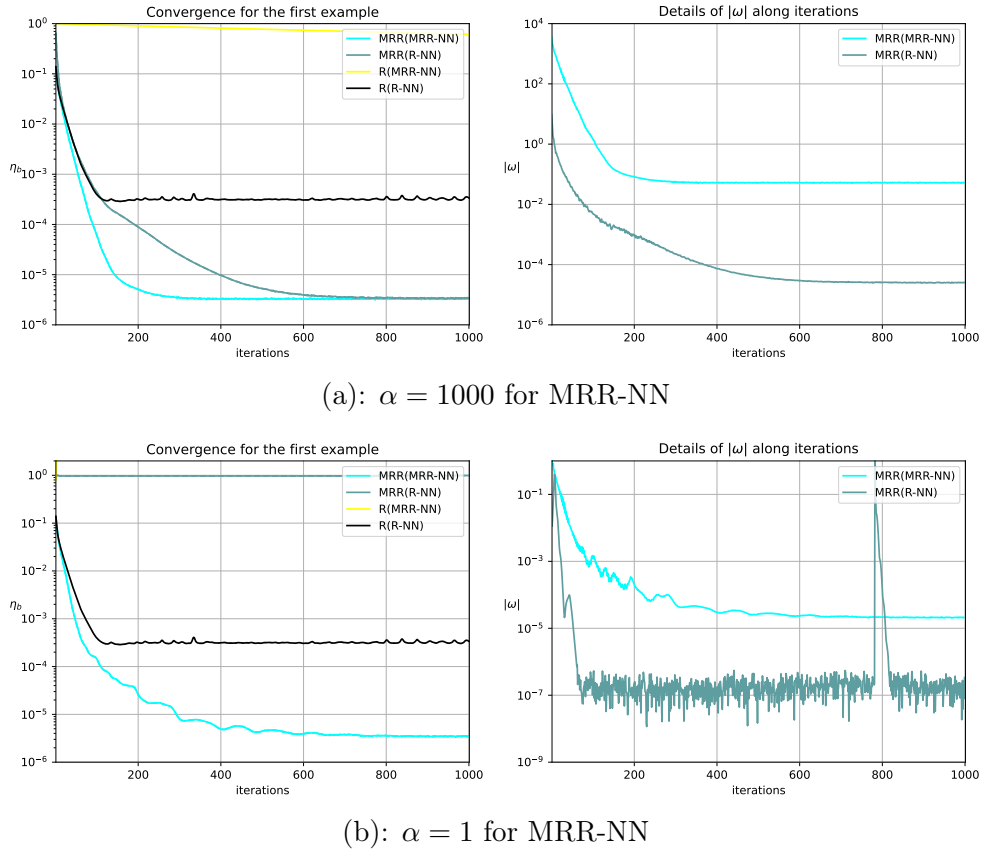 Convergence for the first example
10^0
10^-1
10^-2
10^-3
10^-4
10^-5
10^-6
η_b
200
400
600
800
1000
iterations
MRR(MRR-NN)
MRR(R-NN)
R(MRR-NN)
R(R-NN)
Details of |ω| along iterations
10^4
10^2
10^0
10^-2
10^-4
10^-6
|ω|
200
400
600
800
1000
iterations
MRR(MRR-NN)
MRR(R-NN)
(a): α = 1000 for MRR-NN
Convergence for the first example
10^0
10^-1
10^-2
10^-3
10^-4
10^-5
10^-6
η_b
200
400
600
800
1000
iterations
MRR(MRR-NN)
MRR(R-NN)
R(MRR-NN)
R(R-NN)
Details of |ω| along iterations
10^-1
10^-3
10^-5
10^-7
10^-9
|ω|
200
400
600
800
1000
iterations
MRR(MRR-NN)
MRR(R-NN)
(b): α = 1 for MRR-NN